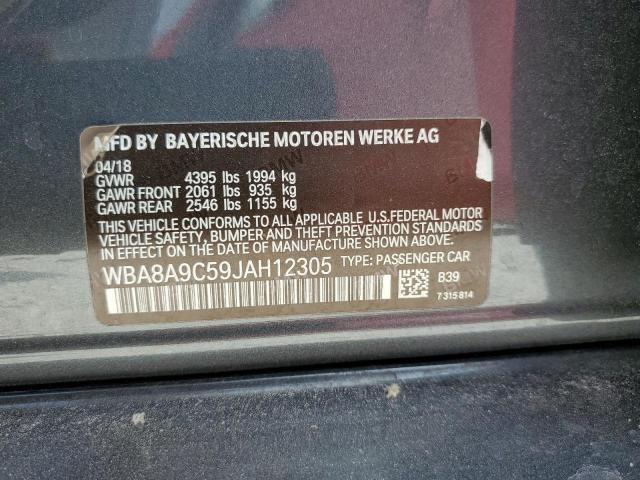 MFD BY BAYERISCHE MOTOREN WERKE AG
04/18
GVWR 4395 lbs 1994 kg
GAWR FRONT 2061 lbs 935 kg
GAWR REAR 2546 lbs 1155 kg
THIS VEHICLE CONFORMS TO ALL APPLICABLE U.S.FEDERAL MOTOR
VEHICLE SAFETY, BUMPER AND THEFT PREVENTION STANDARDS
IN EFFECT ON THE DATE OF MANUFACTURE SHOWN ABOVE.
WBA8A9C59JAH12305 TYPE: PASSENGER CAR
B39
7315814